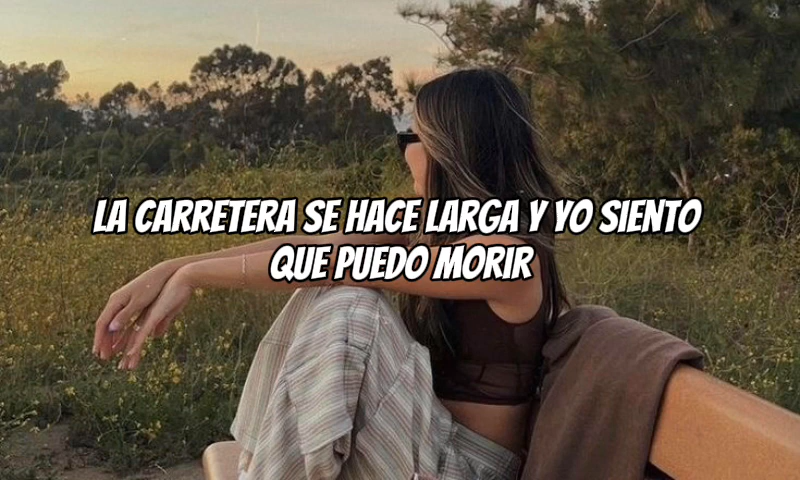 LA CARRETERA SE HACE LARGA Y YO SIENTO
QUE PUEDO MORIR